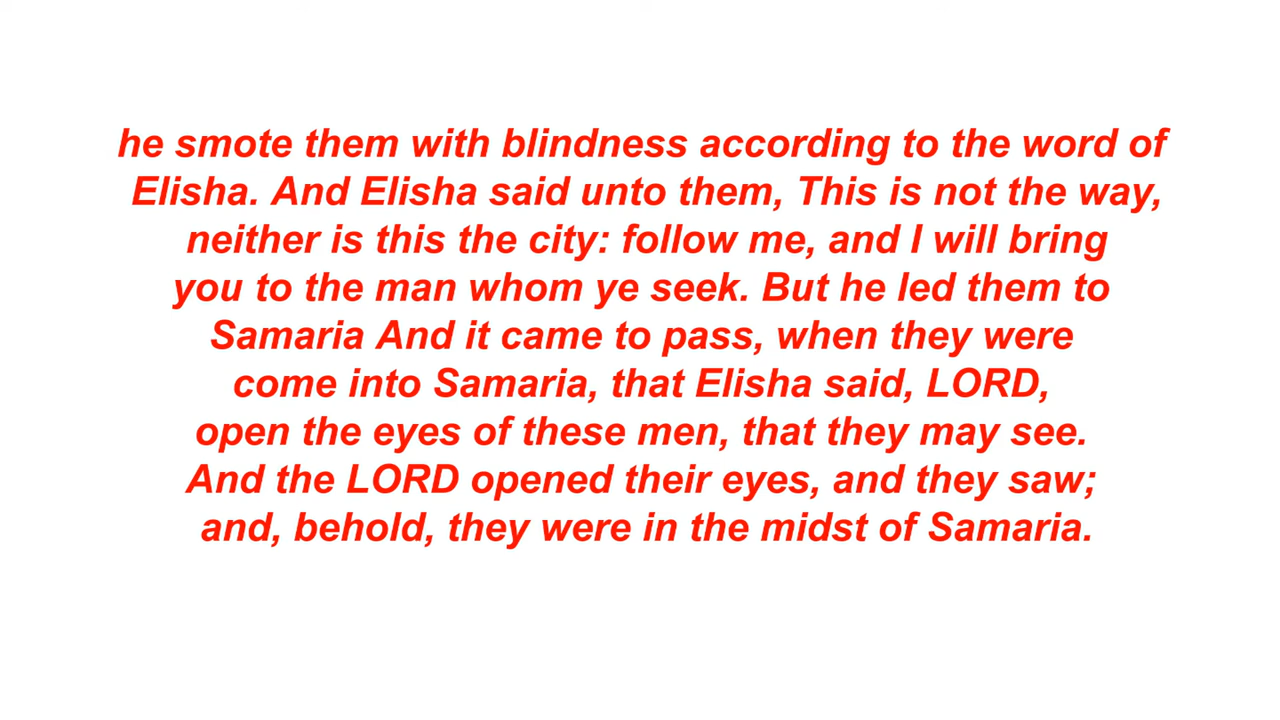 he smote them with blindness according to the word of
Elisha. And Elisha said unto them, This is not the way,
neither is this the city: follow me, and I will bring
you to the man whom ye seek. But he led them to
Samaria And it came to pass, when they were
come into Samaria, that Elisha said, LORD,
open the eyes of these men, that they may see.
And the LORD opened their eyes, and they saw;
and, behold, they were in the midst of Samaria.